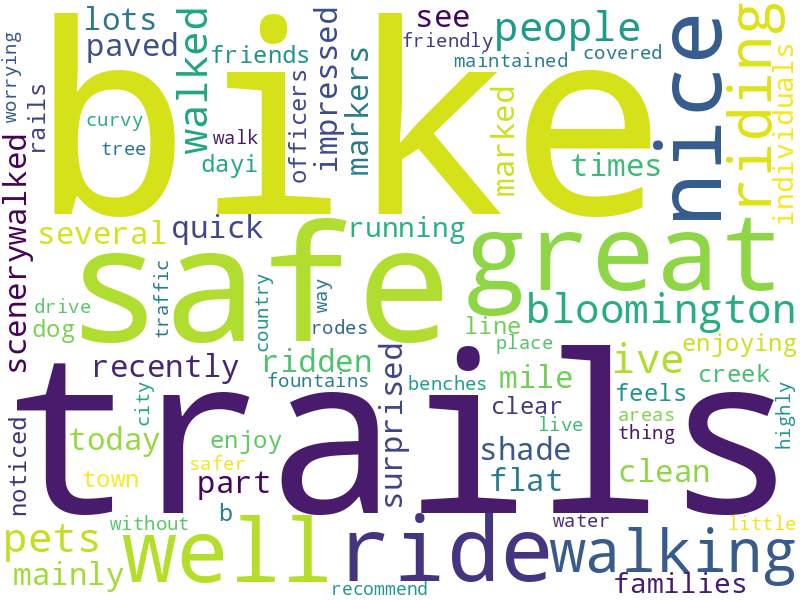 bike
safe
trails
great
nice
riding
well
ride
walking
bloomington
people
walked
lots
paved
friends
see
friendly
maintained
covered
impressed
officers
markers
marked
times
individuals
worrying
rails
curvy
tree
walk
dayi
scenerywalked
several
quick
running
drive
dog
traffic
country
way
rodes
line
place
enjoying
recently
ridden
fountains
benches
surprised
mile
ive
feels
creek
areas
thing
highly
clear
live
noticed
city
today
enjoy
town
safer
part
shade
flat
clean
b
without
water
little
pets
mainly
recommend
families